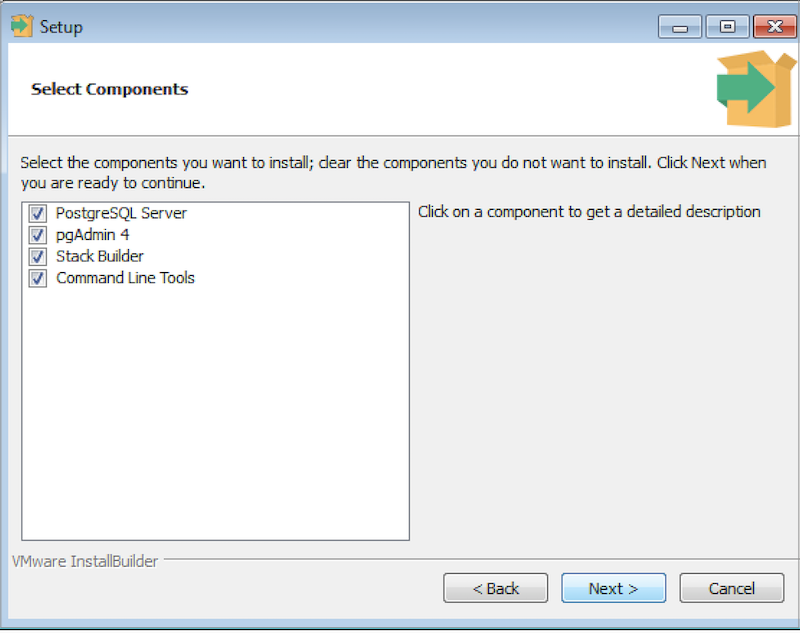 Setup
Select Components
Select the components you want to install; clear the components you do not want to install. Click Next when
you are ready to continue.
PostgreSQL Server
pgAdmin 4
Stack Builder
Command Line Tools
Click on a component to get a detailed description
VMware InstallBuilder
< Back
Next >
Cancel